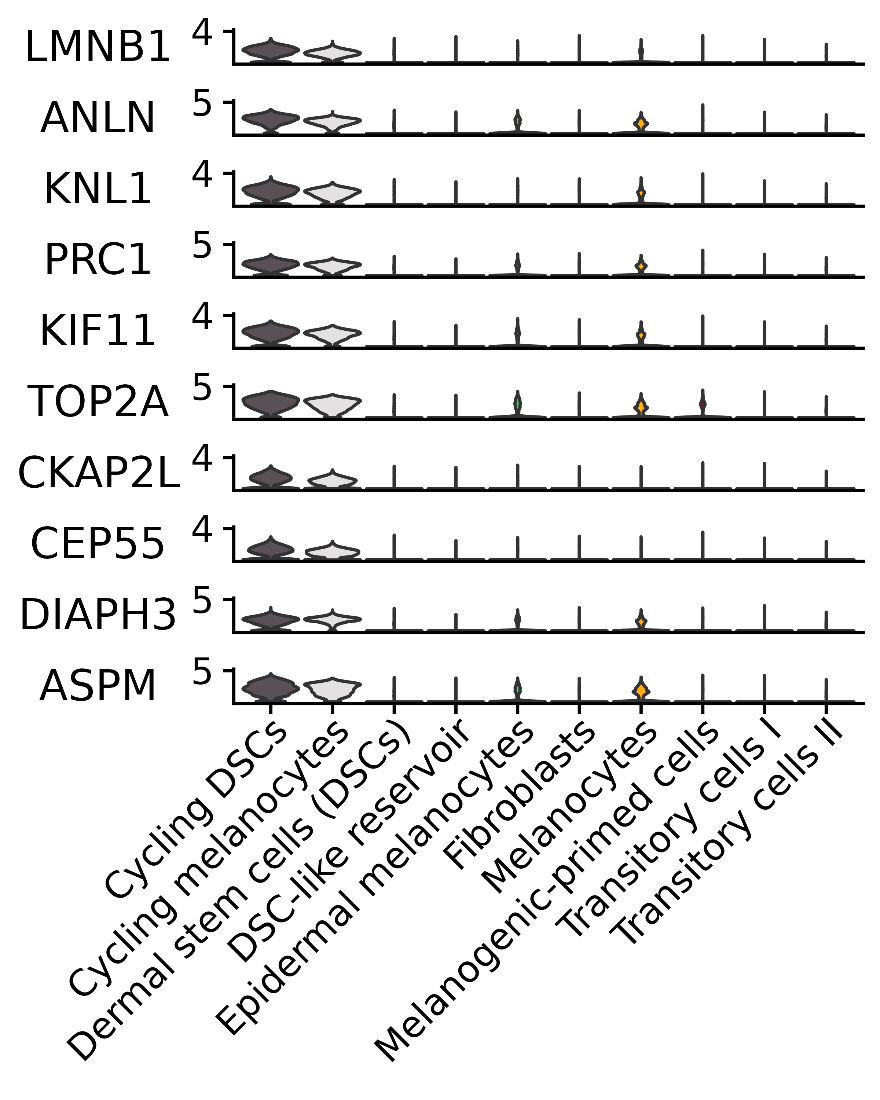 LMNB1 4
ANLN 5
KNL1 4
PRC1 5
KIF11 4
TOP2A 5
CKAP2L 4
CEP55 4
DIAPH3 5
ASPM 5
Cycling DSCs
Cycling melanocytes
Dermal stem cells (DSCs)
DSC-like reservoir
Epidermal melanocytes
Fibroblasts
Melanocytes
Melanogenic-primed cells
Transitory cells I
Transitory cells II